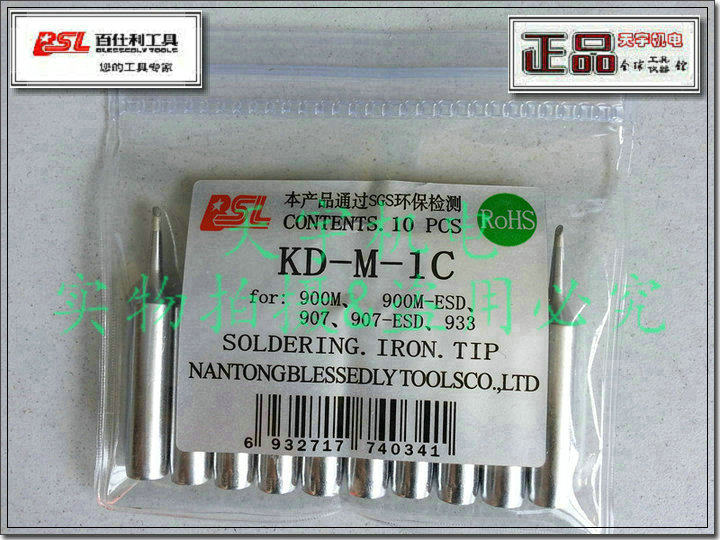 BSL 百仕利工具
BLESSEDLY TOOLS
您的工具专家
正品 天宇机电
全球工具仪器馆
BSL 本产品通过SGS环保检测 RoHS
CONTENTS. 10 PCS
天宇机电
KD-M-1C
实物拍摄&盗用必究
for: 900M、 900M-ESD、
907、907-ESD、933
SOLDERING. IRON. TIP
NANTONGBLESSEDLYTOOLSCO.,LTD
6 932717 740341